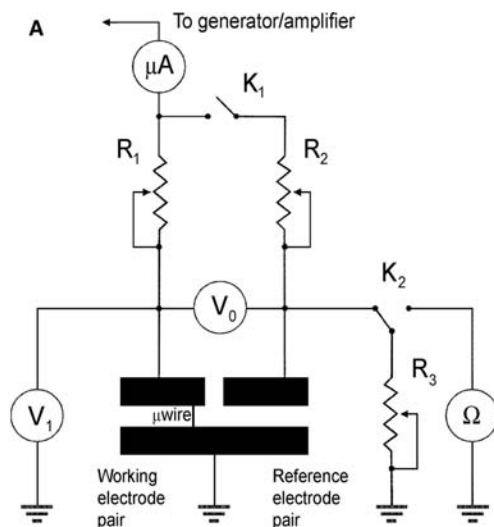 A
To generator/amplifier
μA
K₁
R₁
R₂
K₂
V₀
R₃
V₁
μwire
Ω
Working
electrode
pair
Reference
electrode
pair